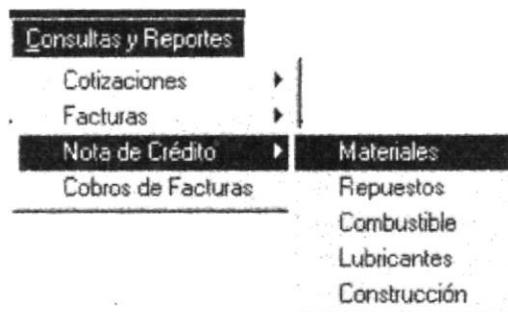 Consultas y Reportes
Cotizaciones
Facturas
Nota de Crédito
Cobros de Facturas
Materiales
Repuestos
Combustible
Lubricantes
Construcción